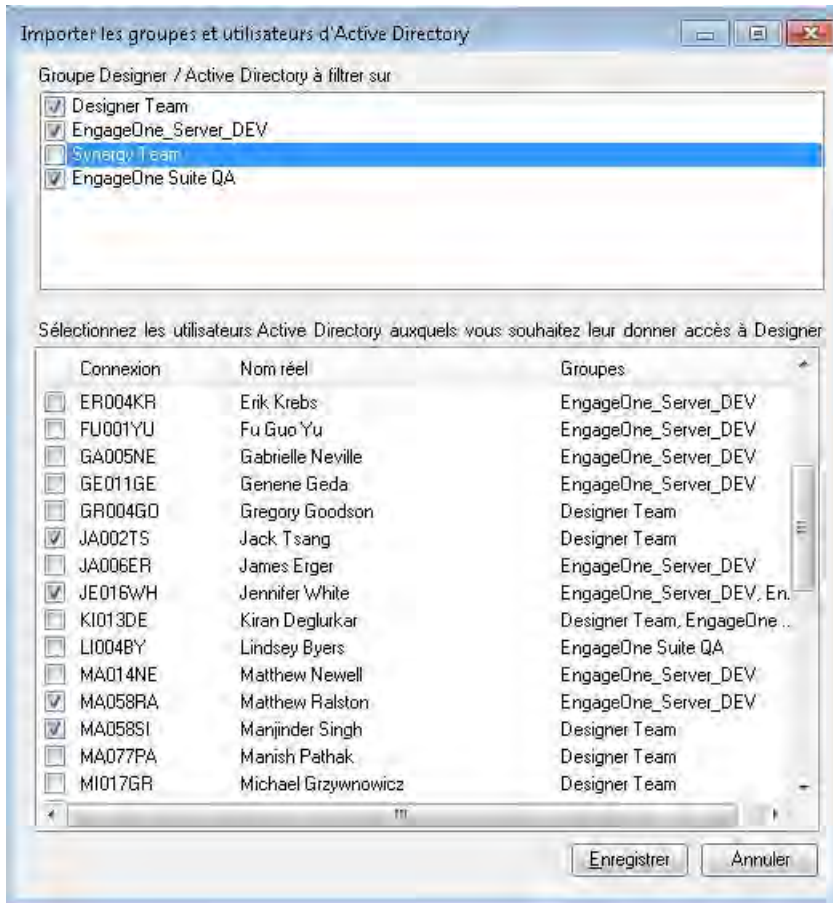 Importer les groupes et utilisateurs d'Active Directory
Groupe Designer / Active Directory à filtrer sur
Designer Team
EngageOne_Server_DEV
Synergy Team
EngageOne Suite QA
Sélectionnez les utilisateurs Active Directory auxquels vous souhaitez leur donner accès à Designer
Connexion Nom réel Groupes
ER004KR Erik Krebs EngageOne_Server_DEV
FU001YU Fu Guo Yu EngageOne_Server_DEV
GA005NE Gabrielle Neville EngageOne_Server_DEV
GE011GE Genene Geda EngageOne_Server_DEV
GR004GO Gregory Goodson Designer Team
JA002TS Jack Tsang Designer Team
JA006ER James Erger EngageOne_Server_DEV
JE016WH Jennifer White EngageOne_Server_DEV, En.
KI013DE Kiran Deglurkar Designer Team, EngageOne ...
LI004BY Lindsey Byers EngageOne Suite QA
MA014NE Matthew Newell EngageOne_Server_DEV
MA058RA Matthew Ralston EngageOne_Server_DEV
MA058SI Manjinder Singh Designer Team
MA077PA Manish Pathak Designer Team
MI017GR Michael Grzywnowicz Designer Team
Enregistrer Annuler